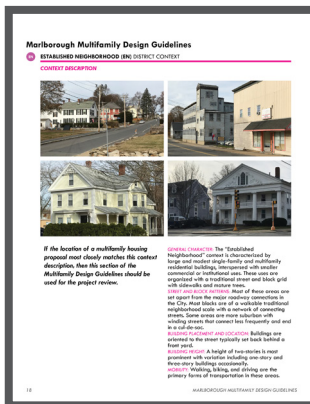 Marlborough Multifamily Design Guidelines
EN ESTABLISHED NEIGHBORHOOD (EN) DISTRICT CONTEXT
CONTEXT DESCRIPTION
If the location of a multifamily housing
proposal most closely matches this context
description, then this section of the
Multifamily Design Guidelines should be
used for the project review.
GENERAL CHARACTER: The "Established
Neighborhood" context is characterized by
large and modest single-family and multifamily
residential buildings, interspersed with smaller
commercial or institutional uses. These uses are
organized with a traditional street and block grid
with sidewalks and mature trees.
STREET AND BLOCK PATTERNS: Most of these areas are
set apart from the major roadway connections in
the City. Most blocks are of a walkable traditional
neighborhood scale with a network of connecting
streets. Some areas are more suburban with
winding streets that connect less frequently and end
in a cul-de-sac.
BUILDING PLACEMENT AND LOCATION: Buildings are
oriented to the street typically set back behind a
front yard.
BUILDING HEIGHT: A height of two-stories is most
prominent with variation including one-story and
three-story buildings occasionally.
MOBILITY: Walking, biking, and driving are the
primary forms of transportation in these areas.
18
MARLBOROUGH MULTIFAMILY DESIGN GUIDELINES